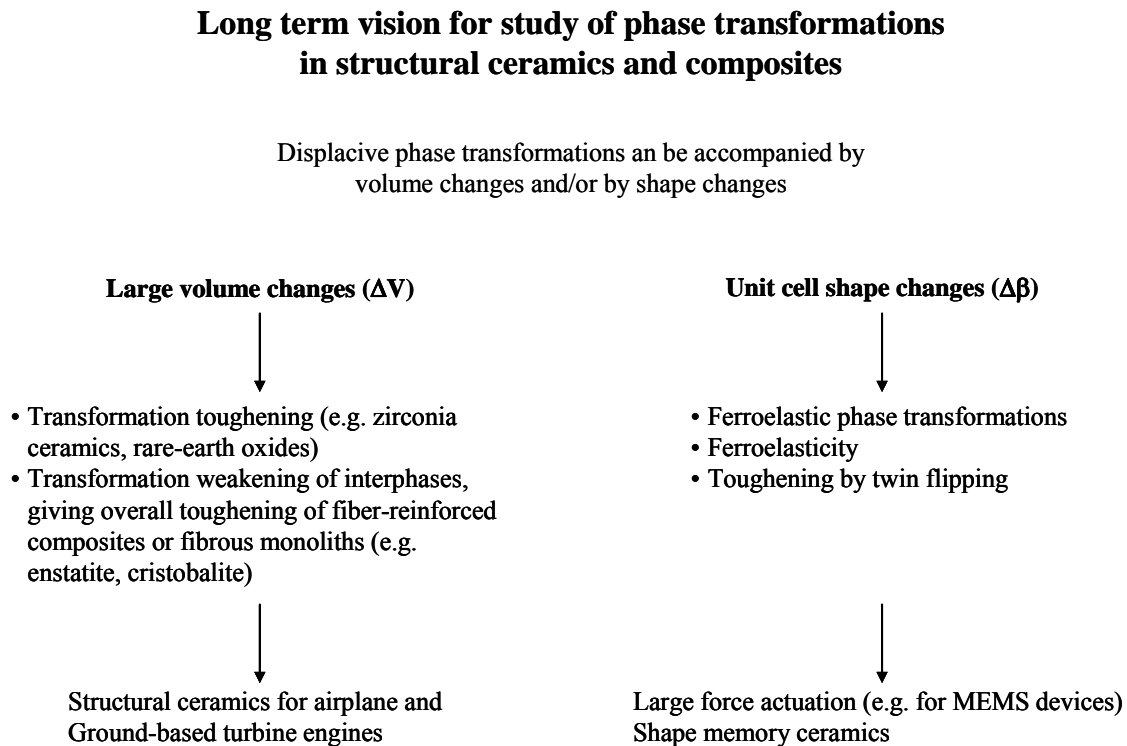 Long term vision for study of phase transformations
in structural ceramics and composites
Displacive phase transformations an be accompanied by
volume changes and/or by shape changes
Large volume changes (ΔV)
• Transformation toughening (e.g. zirconia
ceramics, rare-earth oxides)
• Transformation weakening of interphases,
giving overall toughening of fiber-reinforced
composites or fibrous monoliths (e.g.
enstatite, cristobalite)
Structural ceramics for airplane and
Ground-based turbine engines
Unit cell shape changes (Δβ)
• Ferroelastic phase transformations
• Ferroelasticity
• Toughening by twin flipping
Large force actuation (e.g. for MEMS devices)
Shape memory ceramics